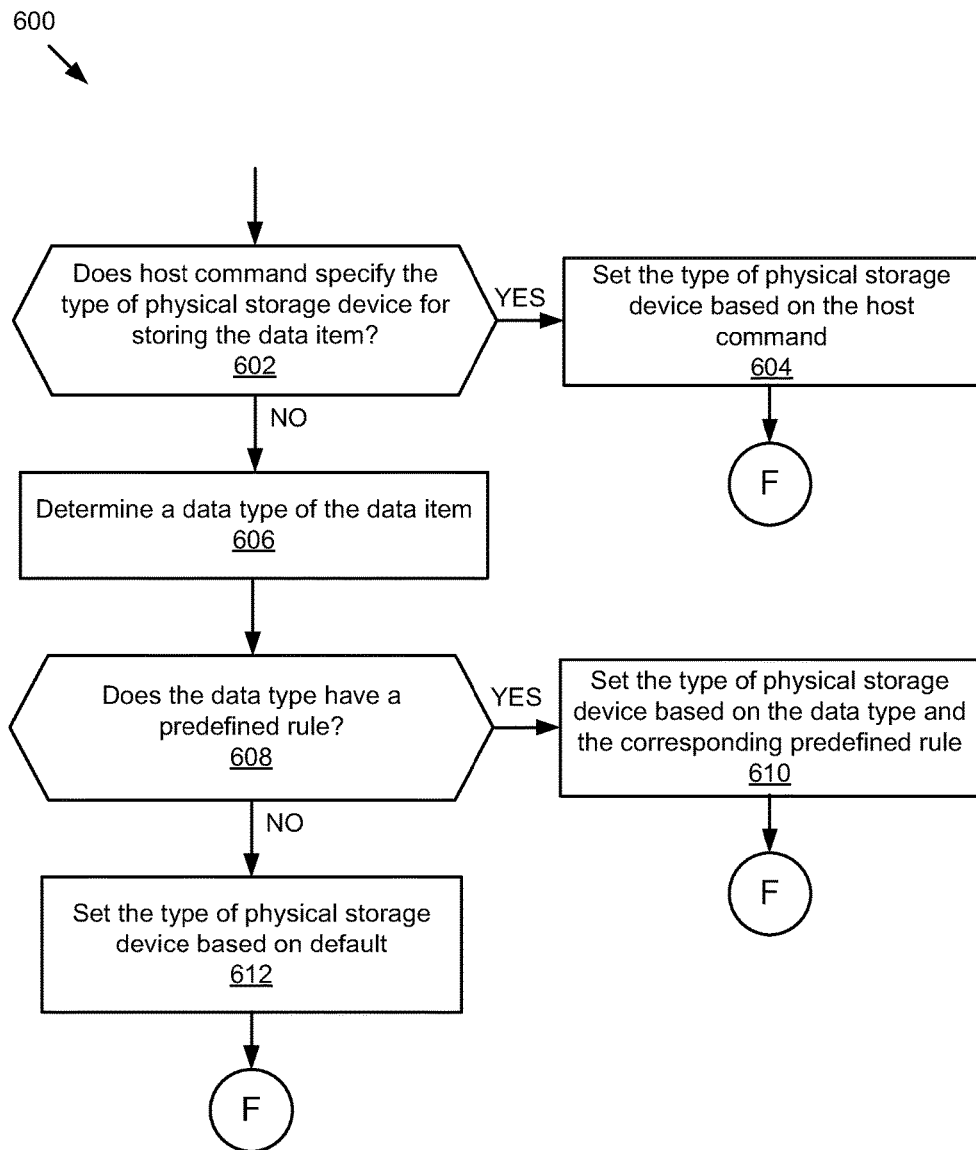 600
Does host command specify the
type of physical storage device for
storing the data item?
602
YES
Set the type of physical storage
device based on the host
command
604
NO
F
Determine a data type of the data item
606
Does the data type have a
predefined rule?
608
YES
Set the type of physical storage
device based on the data type and
the corresponding predefined rule
610
NO
F
Set the type of physical storage
device based on default
612
F